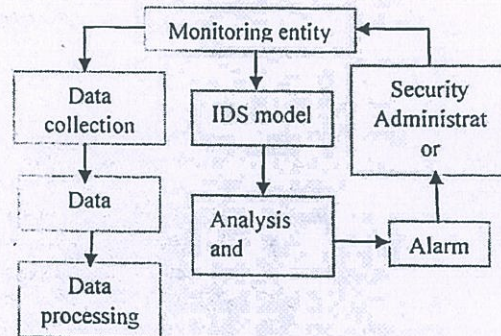 Monitoring entity
Data
collection
IDS model
Security
Administrat
or
Data
Analysis
and
Alarm
Data
processing